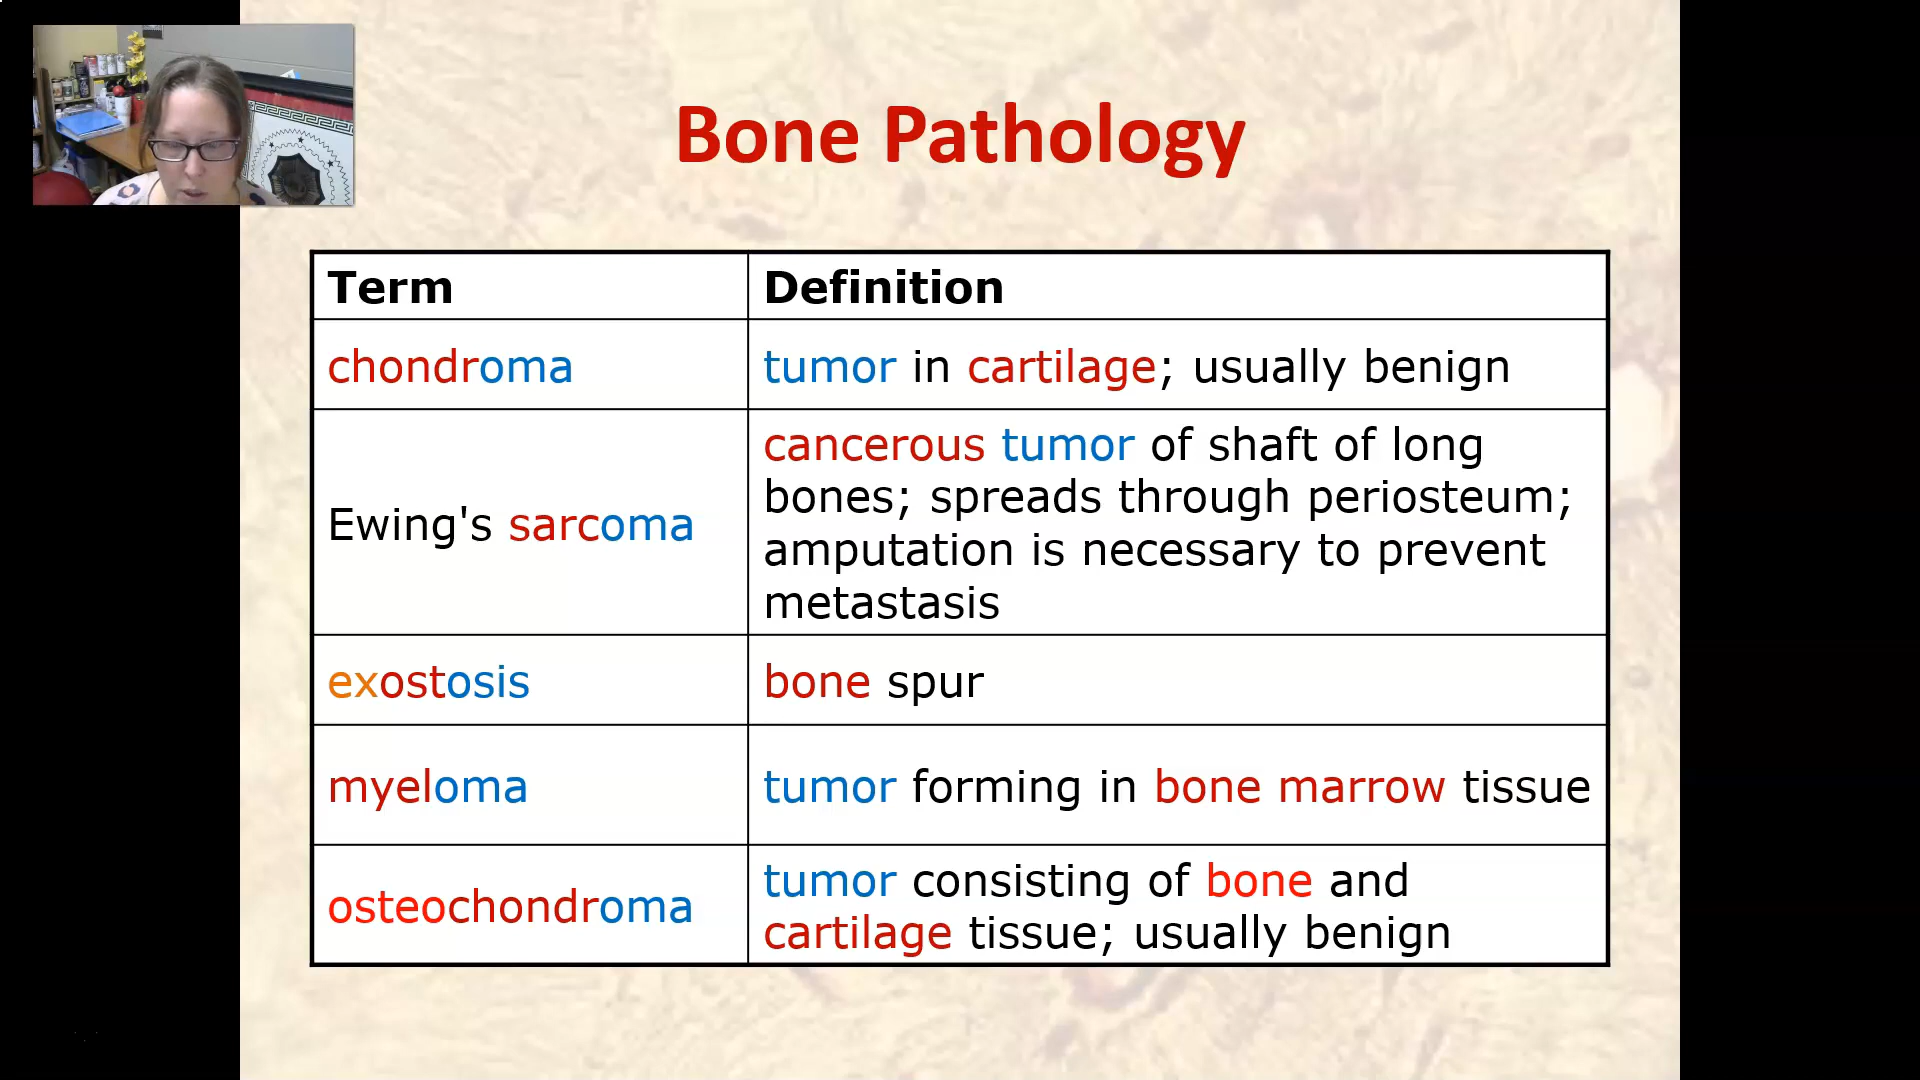 Bone Pathology
Term Definition
chondroma tumor in cartilage; usually benign
Ewing's sarcoma cancerous tumor of shaft of long
bones; spreads through periosteum;
amputation is necessary to prevent
metastasis
exostosis bone spur
myeloma tumor forming in bone marrow tissue
osteochondroma tumor consisting of bone and
cartilage tissue; usually benign